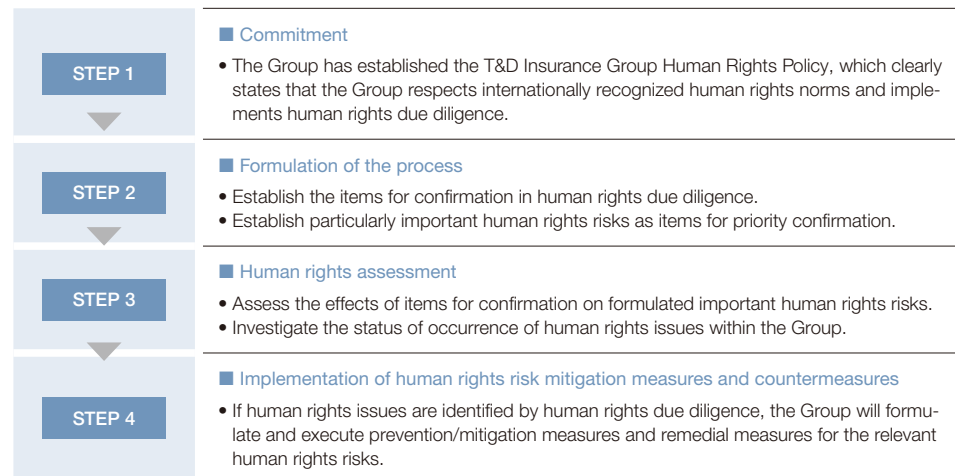 STEP 1
■ Commitment
• The Group has established the T&D Insurance Group Human Rights Policy, which clearly
states that the Group respects internationally recognized human rights norms and imple-
ments human rights due diligence.
STEP 2
■ Formulation of the process
• Establish the items for confirmation in human rights due diligence.
• Establish particularly important human rights risks as items for priority confirmation.
STEP 3
■ Human rights assessment
• Assess the effects of items for confirmation on formulated important human rights risks.
• Investigate the status of occurrence of human rights issues within the Group.
STEP 4
■ Implementation of human rights risk mitigation measures and countermeasures
• If human rights issues are identified by human rights due diligence, the Group will formu-
late and execute prevention/mitigation measures and remedial measures for the relevant
human rights risks.